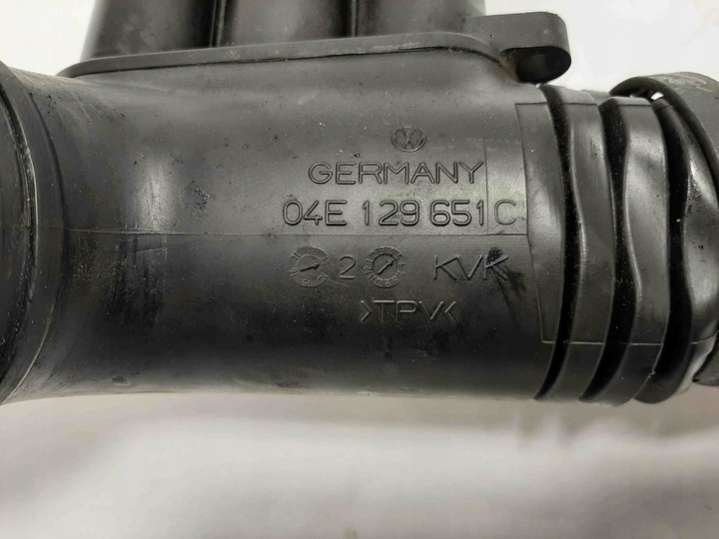 GERMANY
04E 129 651 C
2 KVK
>TPV<